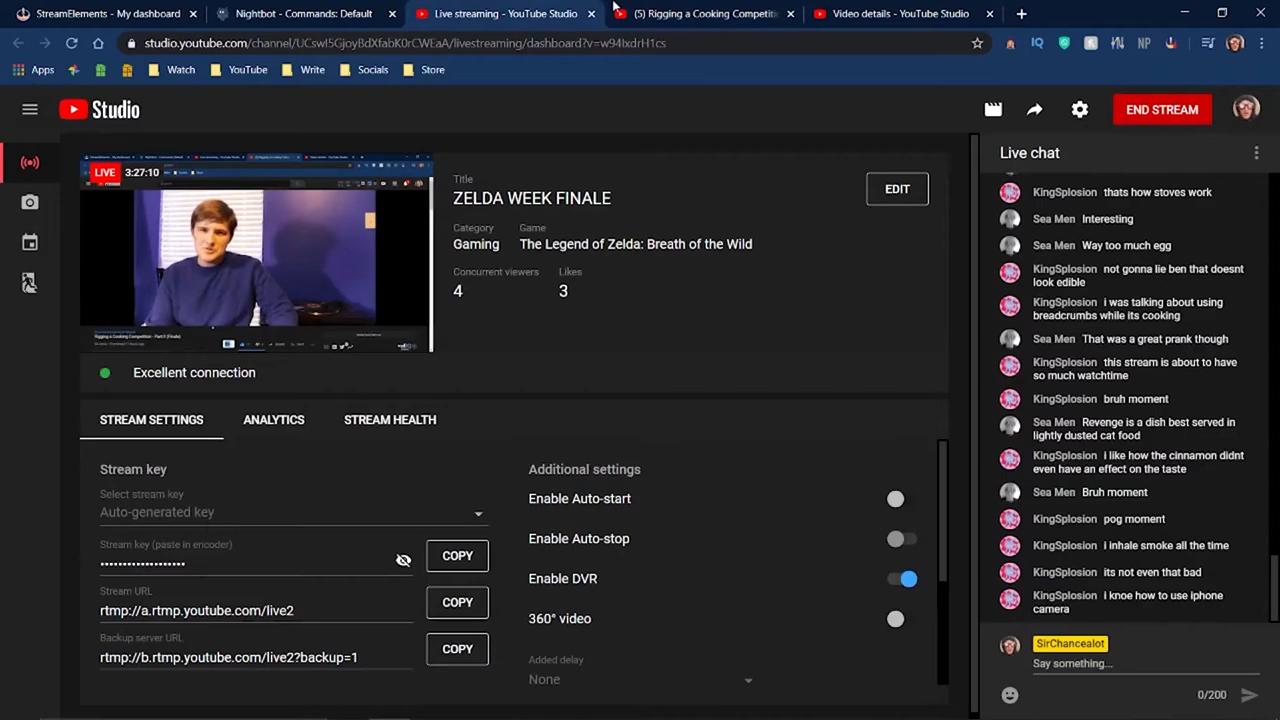 StreamElements - My dashboard
Nightbot - Commands: Default
Live streaming - YouTube Studio
(5) Rigging a Cooking Competiti
Video details - YouTube Studio
studio.youtube.com/channel/UCswI5GjoyBdXfabK0rCWEaA/livestreaming/dashboard?v=w94IxdrH1cs
Apps
Watch
YouTube
Write
Socials
Store
Studio
END STREAM
LIVE 3:27:10
Rigging a Cooking Competition - Part II (Finale)
Title
ZELDA WEEK FINALE
EDIT
Category
Gaming
Game
The Legend of Zelda: Breath of the Wild
Concurrent viewers
4
Likes
3
Excellent connection
STREAM SETTINGS
ANALYTICS
STREAM HEALTH
Stream key
Select stream key
Auto-generated key
Stream key (paste in encoder)
••••••••••••••••••
COPY
Stream URL
rtmp://a.rtmp.youtube.com/live2
COPY
Backup server URL
rtmp://b.rtmp.youtube.com/live2?backup=1
COPY
Additional settings
Enable Auto-start
Enable Auto-stop
Enable DVR
360° video
Added delay
None
Live chat
KingSplosion thats how stoves work
Sea Men Interesting
Sea Men Way too much egg
KingSplosion not gonna lie ben that doesnt
look edible
KingSplosion i was talking about using
breadcrumbs while its cooking
Sea Men That was a great prank though
KingSplosion this stream is about to have
so much watchtime
KingSplosion bruh moment
Sea Men Revenge is a dish best served in
lightly dusted cat food
KingSplosion i like how the cinnamon didnt
even have an effect on the taste
Sea Men Bruh moment
KingSplosion pog moment
KingSplosion i inhale smoke all the time
KingSplosion its not even that bad
KingSplosion i knoe how to use iphone
camera
SirChancealot
Say something...
0/200